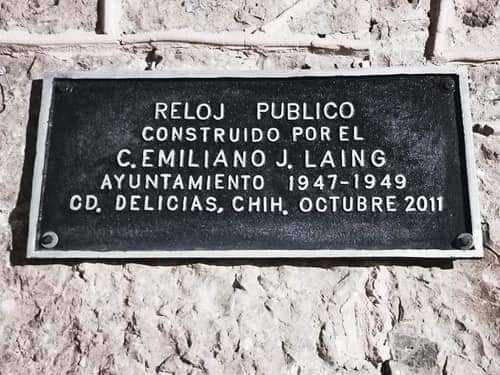 RELOJ PUBLICO
CONSTRUIDO POR EL
C. EMILIANO J. LAING
AYUNTAMIENTO 1947-1949
CD. DELICIAS, CHIH. OCTUBRE 2011